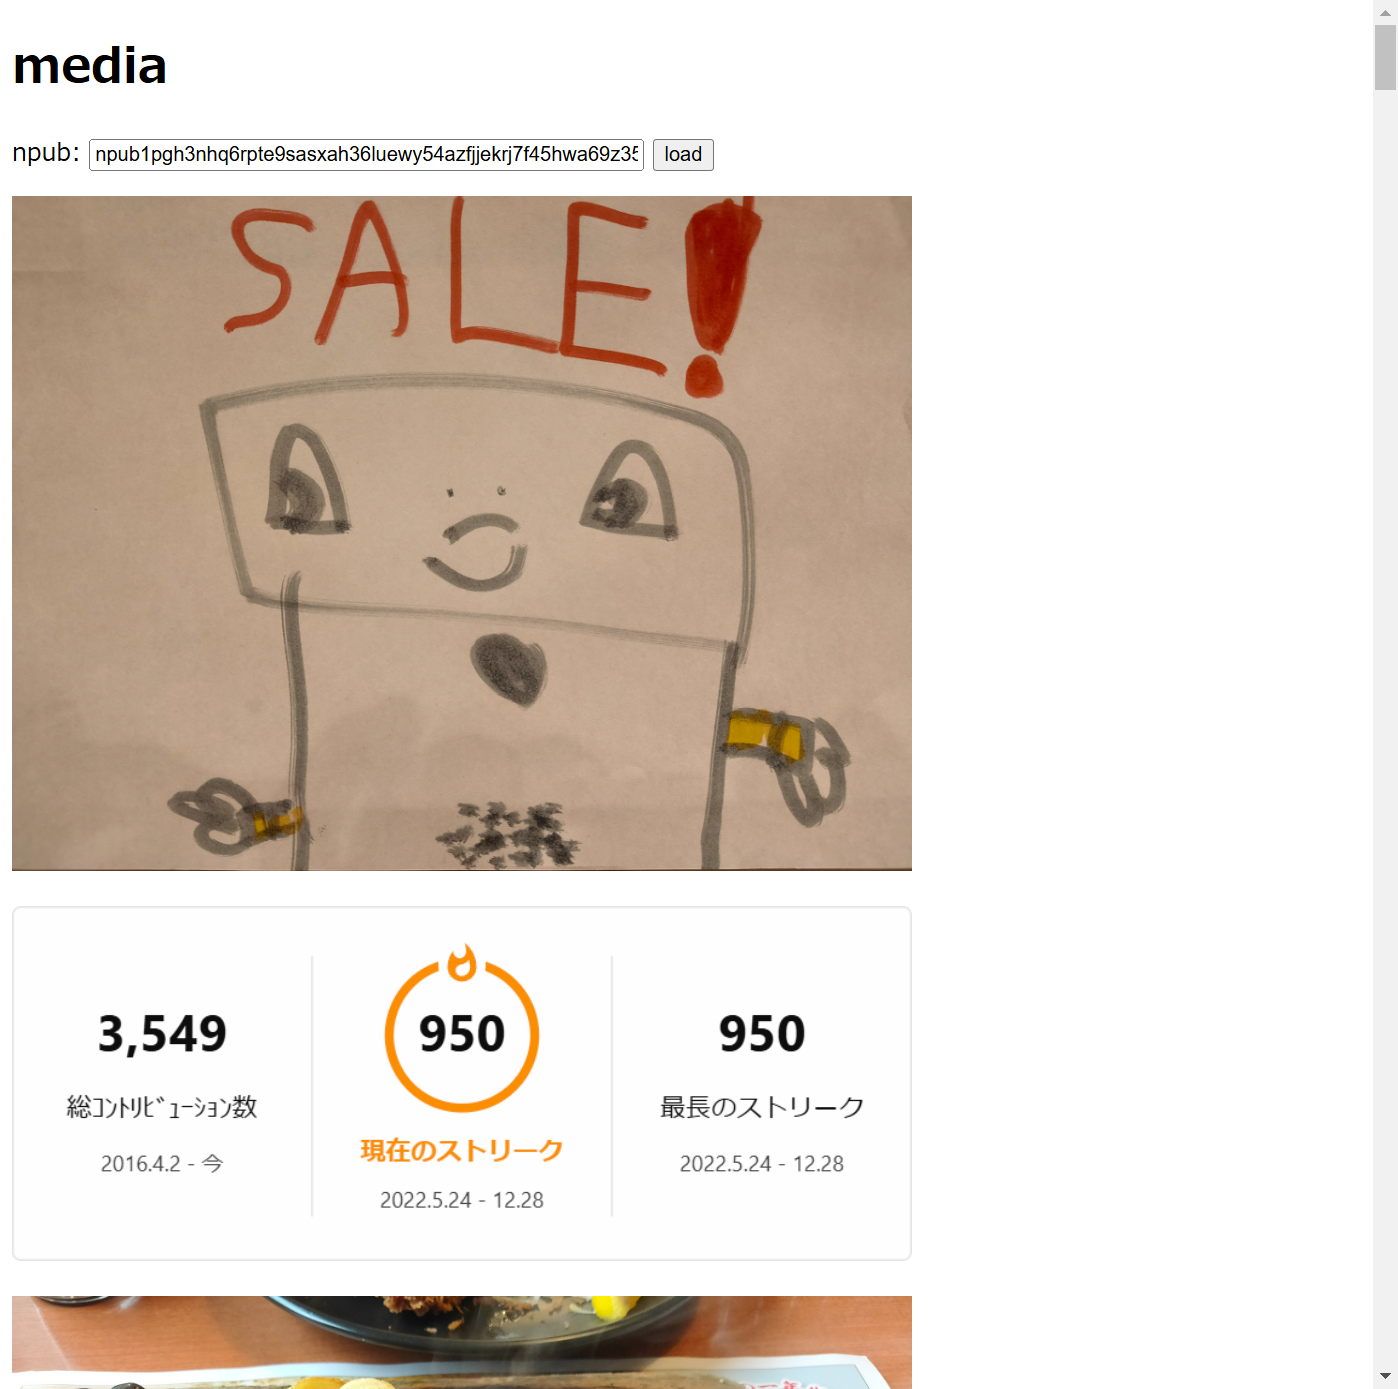 media
npub: npub1pgh3nhq6rpte9sasxah36luewy54azfjjekrj7f45hwa69z35 load
SALE!
3,549
総ｺﾝﾄﾘﾋﾞｭｰｼｮﾝ数
2016.4.2 - 今
950
現在のストリーク
2022.5.24 - 12.28
950
最長のストリーク
2022.5.24 - 12.28